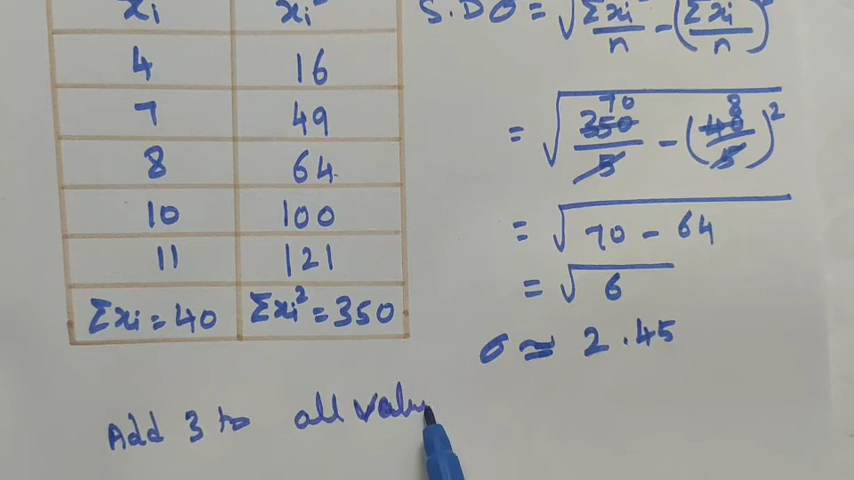 xi xi²
4 16
7 49
8 64
10 100
11 121
Σxi = 40 Σxi² = 350
S.D σ = √(Σxi²/n - (Σxi/n)²)
= √(350/5 - (40/5)²) 70 8
= √(70 - 64)
= √6
σ ≃ 2.45
Add 3 to all valu